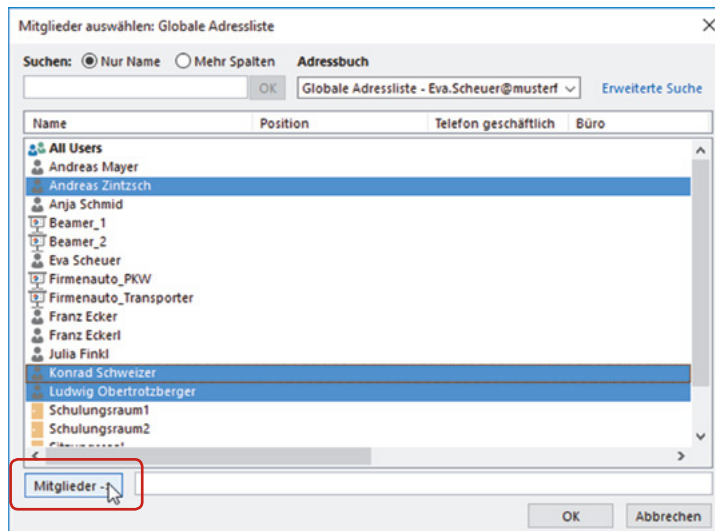 Mitglieder auswählen: Globale Adressliste
Suchen: Nur Name Mehr Spalten Adressbuch
OK Globale Adressliste - Eva.Scheuer@musterf Erweiterte Suche
Name Position Telefon geschäftlich Büro
All Users
Andreas Mayer
Andreas Zintzsch
Anja Schmid
Beamer_1
Beamer_2
Eva Scheuer
Firmenauto_PKW
Firmenauto_Transporter
Franz Ecker
Franz Eckerl
Julia Finkl
Konrad Schweizer
Ludwig Obertrotzberger
Schulungsraum1
Schulungsraum2
Mitglieder -
OK Abbrechen